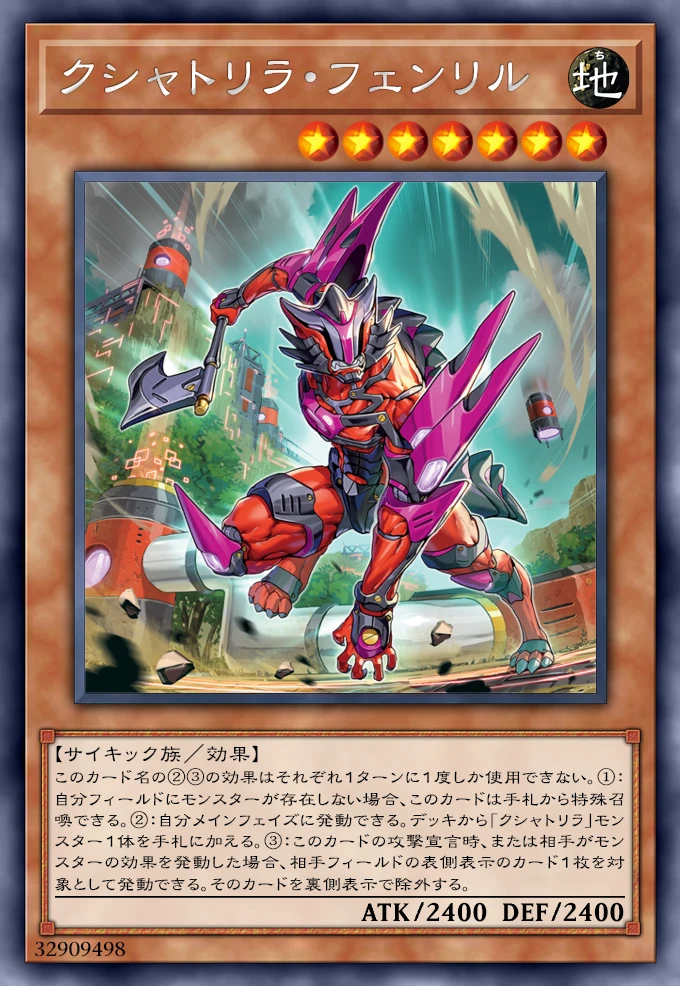 クシャトリラ・フェンリル
ち
地
【サイキック族／効果】
このカード名の②③の効果はそれぞれ1ターンに1度しか使用できない。①：
自分フィールドにモンスターが存在しない場合、このカードは手札から特殊召
喚できる。②：自分メインフェイズに発動できる。デッキから「クシャトリラ」モン
スター1体を手札に加える。③：このカードの攻撃宣言時、または相手がモン
スターの効果を発動した場合、相手フィールドの表側表示のカード1枚を対
象として発動できる。そのカードを裏側表示で除外する。
ATK/2400 DEF/2400
32909498